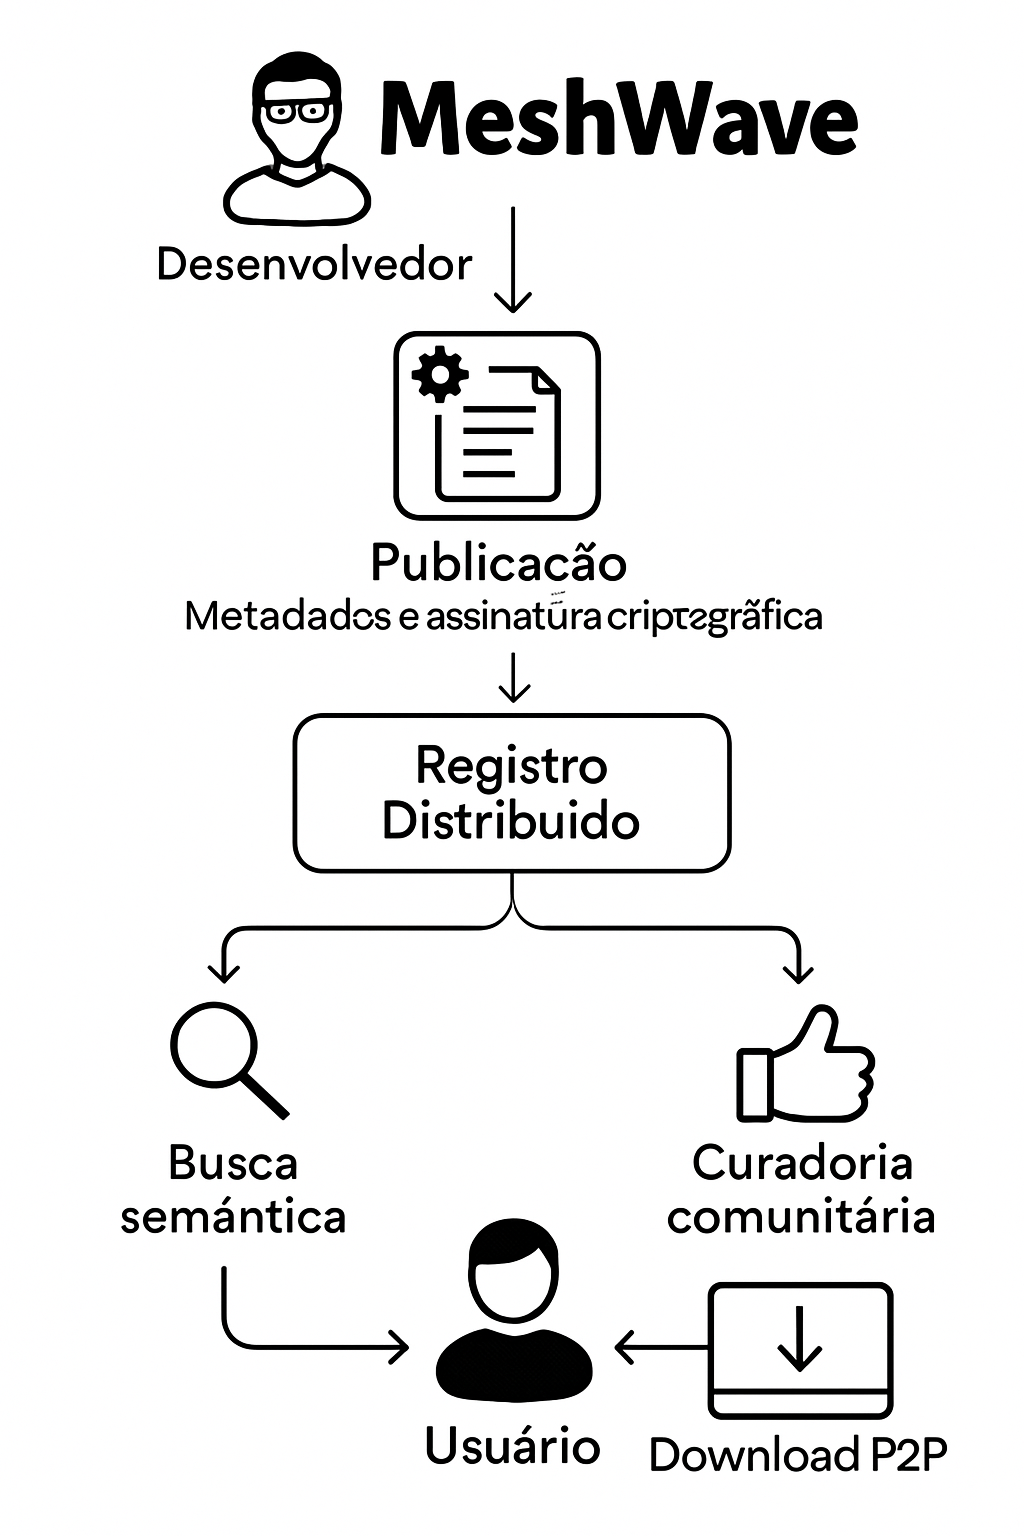 MeshWave
Desenvolvedor
Publicacão
Metadados e assinatura criptográfica
Registro
Distribuido
Busca
semántica
Curadoria
comunitária
Usuário
Download P2P